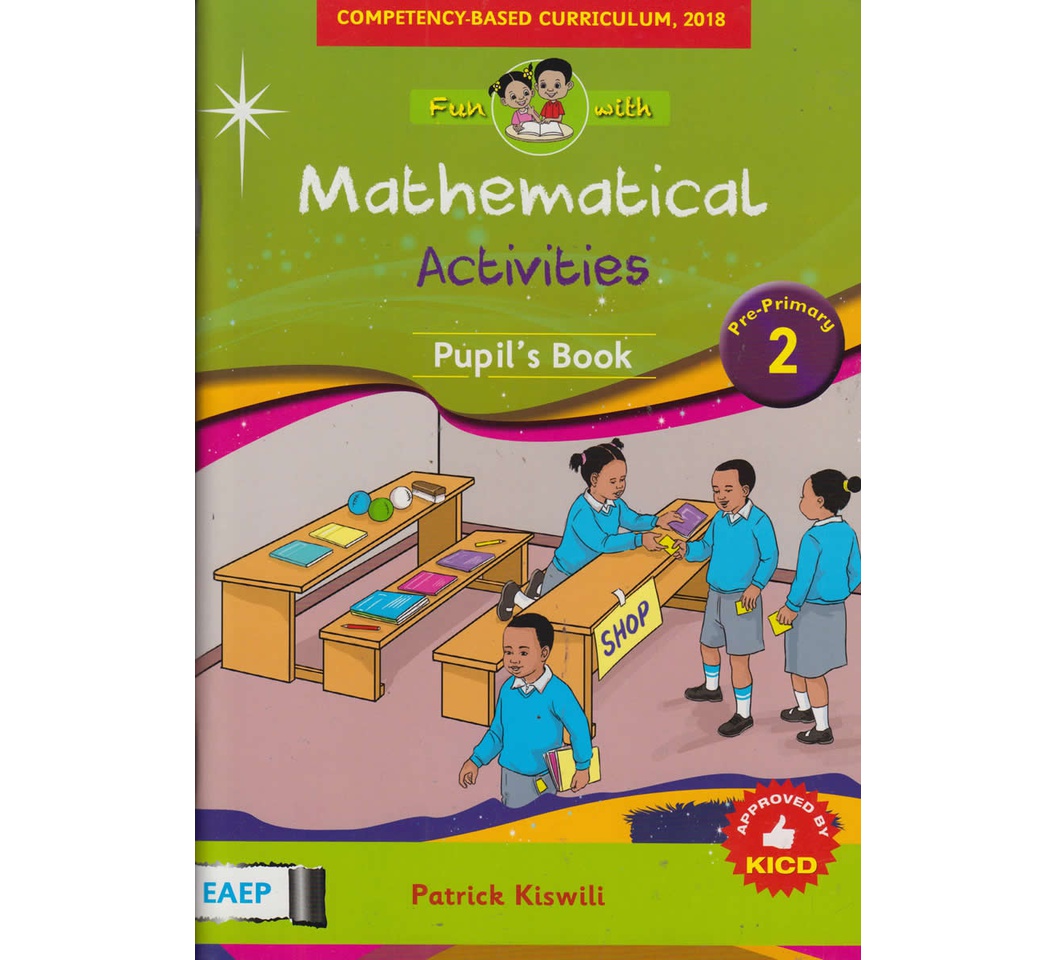 COMPETENCY-BASED CURRICULUM, 2018
Fun with
Mathematical
Activities
Pupil's Book
Pre-Primary
2
SHOP
APPROVED BY
KICD
EAEP
Patrick Kiswili